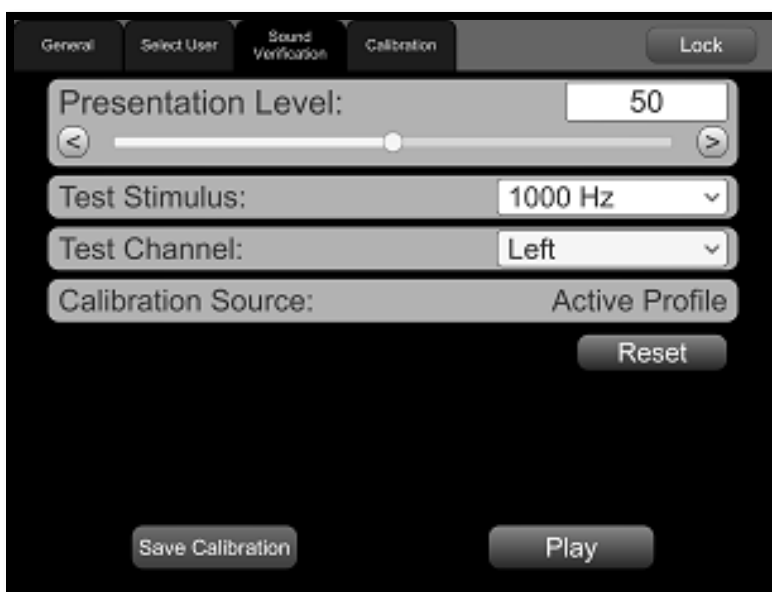 General Select User Sound Verification Calibration Lock
Presentation Level: 50
< >
Test Stimulus: 1000 Hz
Test Channel: Left
Calibration Source: Active Profile
Reset
Save Calibration Play